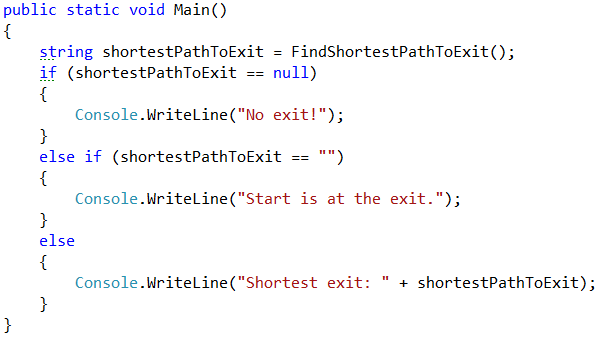 public static void Main()
{
    string shortestPathToExit = FindShortestPathToExit();
    if (shortestPathToExit == null)
    {
        Console.WriteLine("No exit!");
    }
    else if (shortestPathToExit == "")
    {
        Console.WriteLine("Start is at the exit.");
    }
    else
    {
        Console.WriteLine("Shortest exit: " + shortestPathToExit);
    }
}